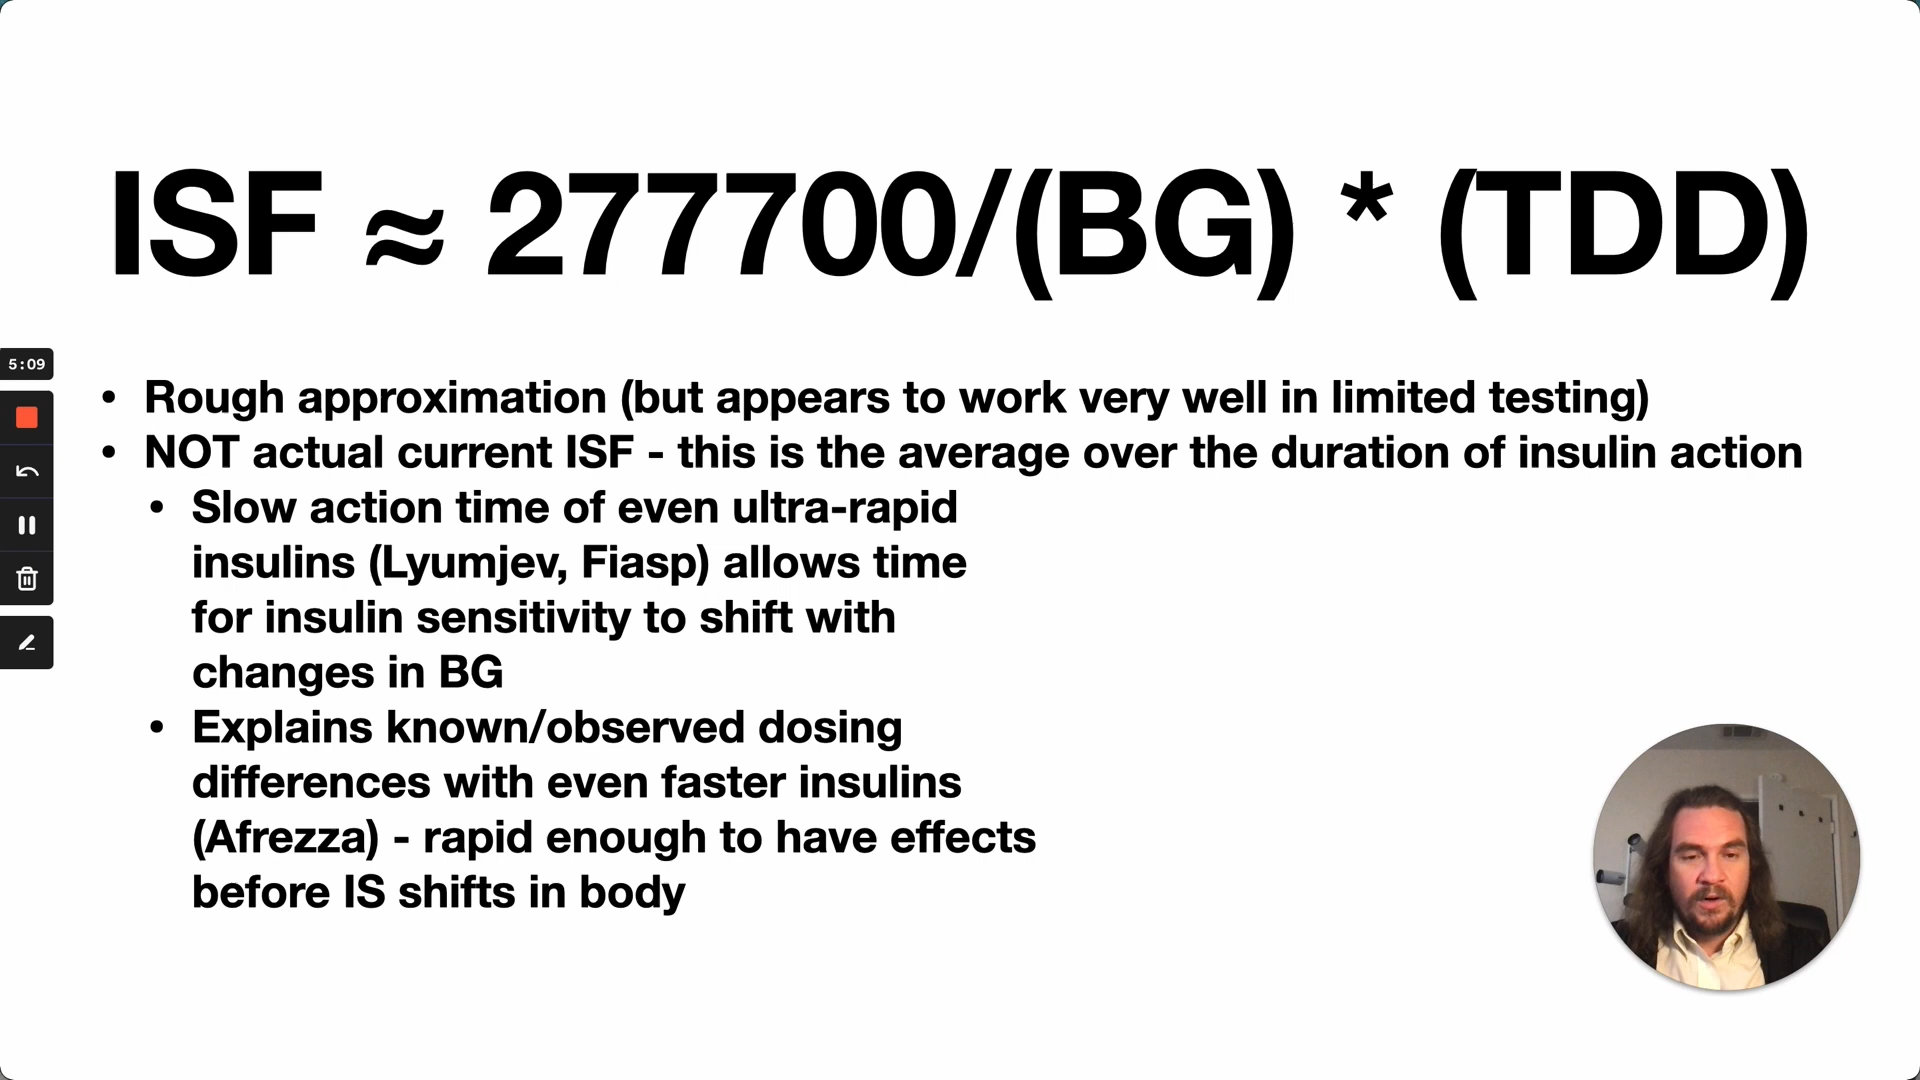 ISF ≈ 277700/(BG) * (TDD)
5:09
• Rough approximation (but appears to work very well in limited testing)
• NOT actual current ISF - this is the average over the duration of insulin action
• Slow action time of even ultra-rapid
insulins (Lyumjev, Fiasp) allows time
for insulin sensitivity to shift with
changes in BG
• Explains known/observed dosing
differences with even faster insulins
(Afrezza) - rapid enough to have effects
before IS shifts in body